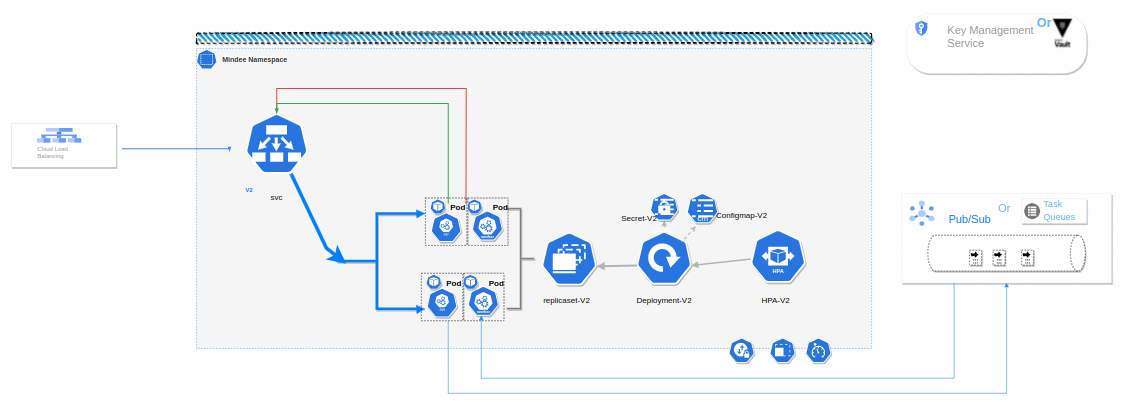 Or
Key Management
Service
Vault
Mindee Namespace
Cloud Load
Balancing
V2
SVC
Pod
Pod
Secret-V2
Configmap-V2
Pub/Sub
Or
Task
Queues
HPA
Pod
Pod
replicaset-V2
Deployment-V2
HPA-V2